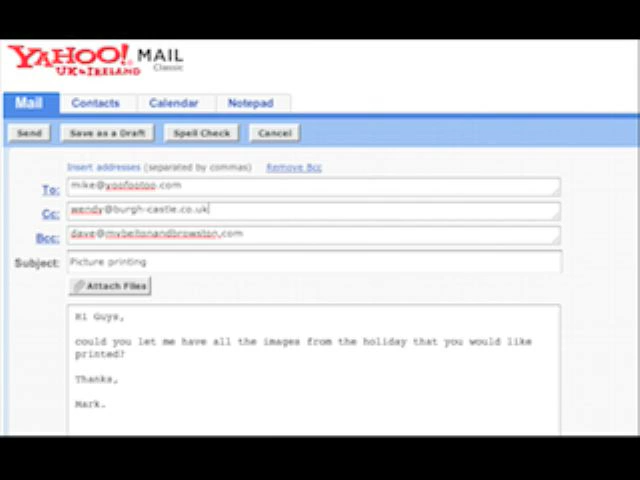 YAHOO! MAIL
UK & IRELAND Classic
Mail Contacts Calendar Notepad
Send Save as a Draft Spell Check Cancel
Insert addresses (separated by commas) Remove Bcc
To: mike@yoofootoo.com
Cc: wendy@burgh-castle.co.uk
Bcc: dave@mybeltonandbrowston.com
Subject: Picture printing
Attach Files
Hi Guys,
could you let me have all the images from the holiday that you would like
printed?
Thanks,
Mark.